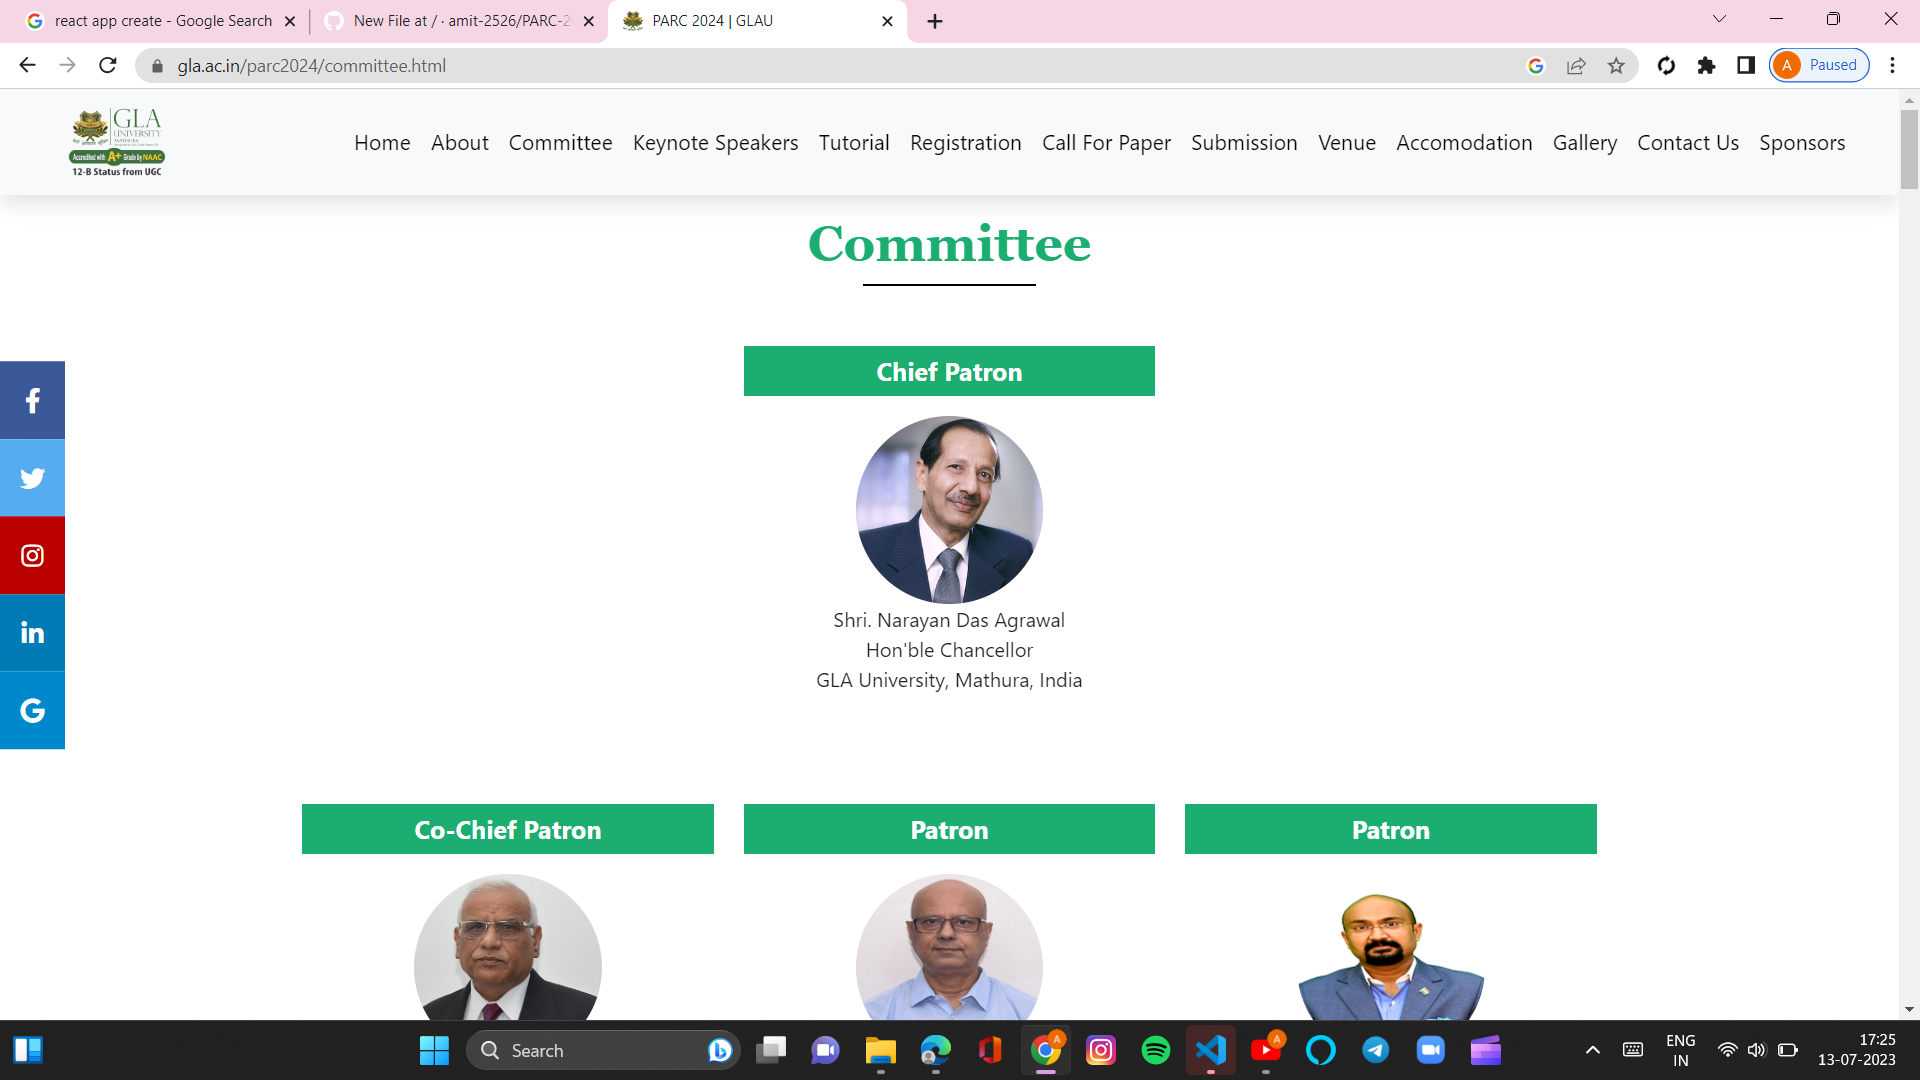 react app create - Google Search
New File at / · amit-2526/PARC-2
PARC 2024 | GLAU
gla.ac.in/parc2024/committee.html
A Paused
GLA
UNIVERSITY
MATHURA
Accredited with A+ Grade by NAAC
12-B Status from UGC
Home About Committee Keynote Speakers Tutorial Registration Call For Paper Submission Venue Accomodation Gallery Contact Us Sponsors
Committee
Chief Patron
Shri. Narayan Das Agrawal
Hon'ble Chancellor
GLA University, Mathura, India
Co-Chief Patron
Patron
Patron
Search
ENG
IN
17:25
13-07-2023